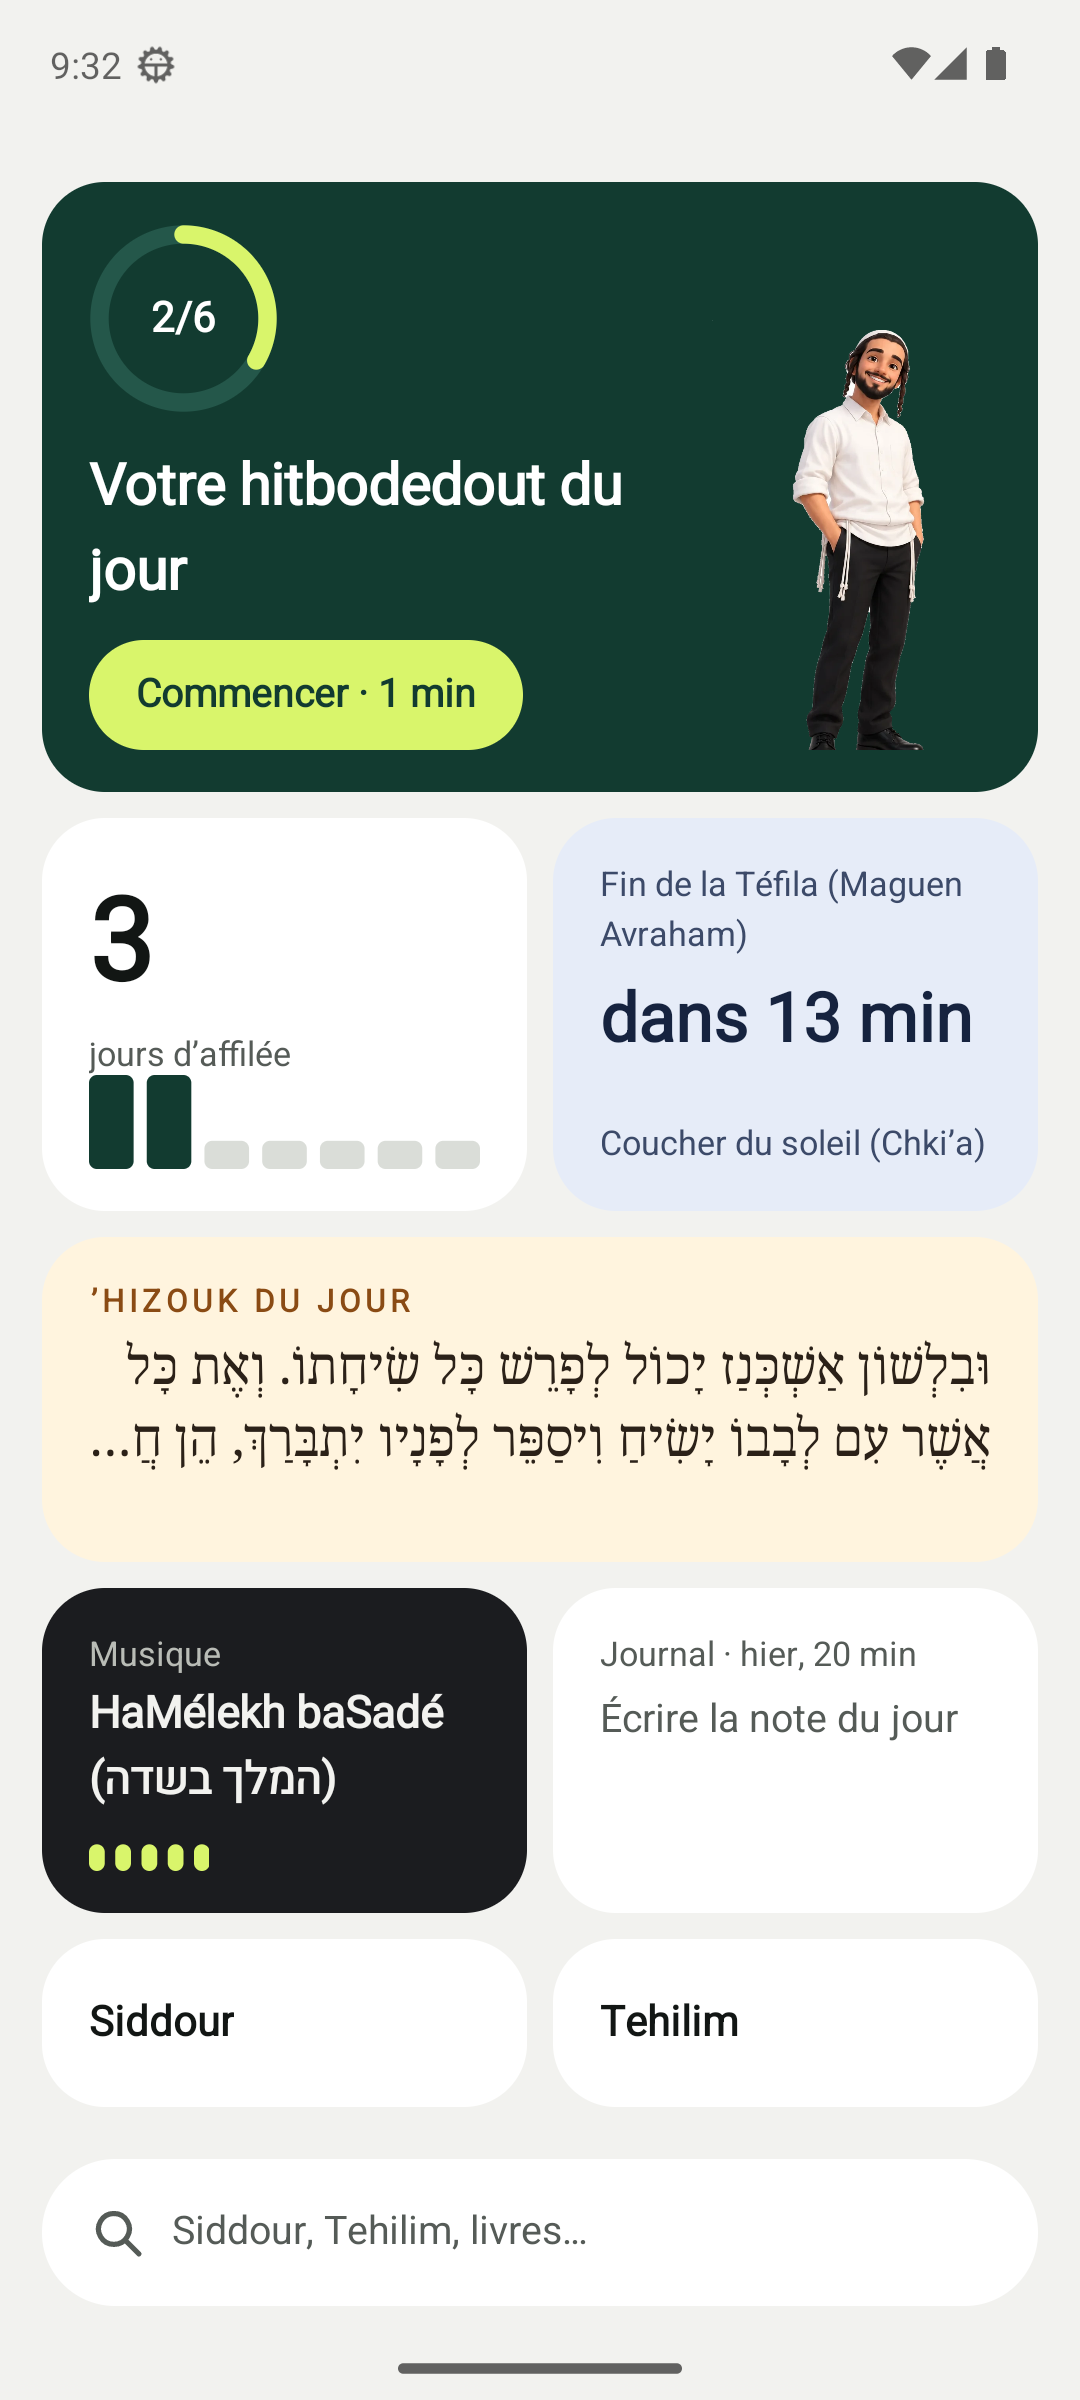 9:32
2/6
Votre hitbodedout du
jour
Commencer · 1 min
3
jours d’affilée
Fin de la Téfila (Maguen
Avraham)
dans 13 min
Coucher du soleil (Chki’a)
’HIZOUK DU JOUR
וּבִלְשׁוֹן אַשְׁכְּנַז יָכוֹל לְפָרֵשׁ כָּל שִׂיחָתוֹ. וְאֶת כָּל
אֲשֶׁר עִם לְבָבוֹ יָשִׂיחַ וִיסַפֵּר לְפָנָיו יִתְבָּרַךְ, הֵן חֲ...
Musique
HaMélekh baSadé
(המלך בשדה)
Journal · hier, 20 min
Écrire la note du jour
Siddour
Tehilim
Siddour, Tehilim, livres…